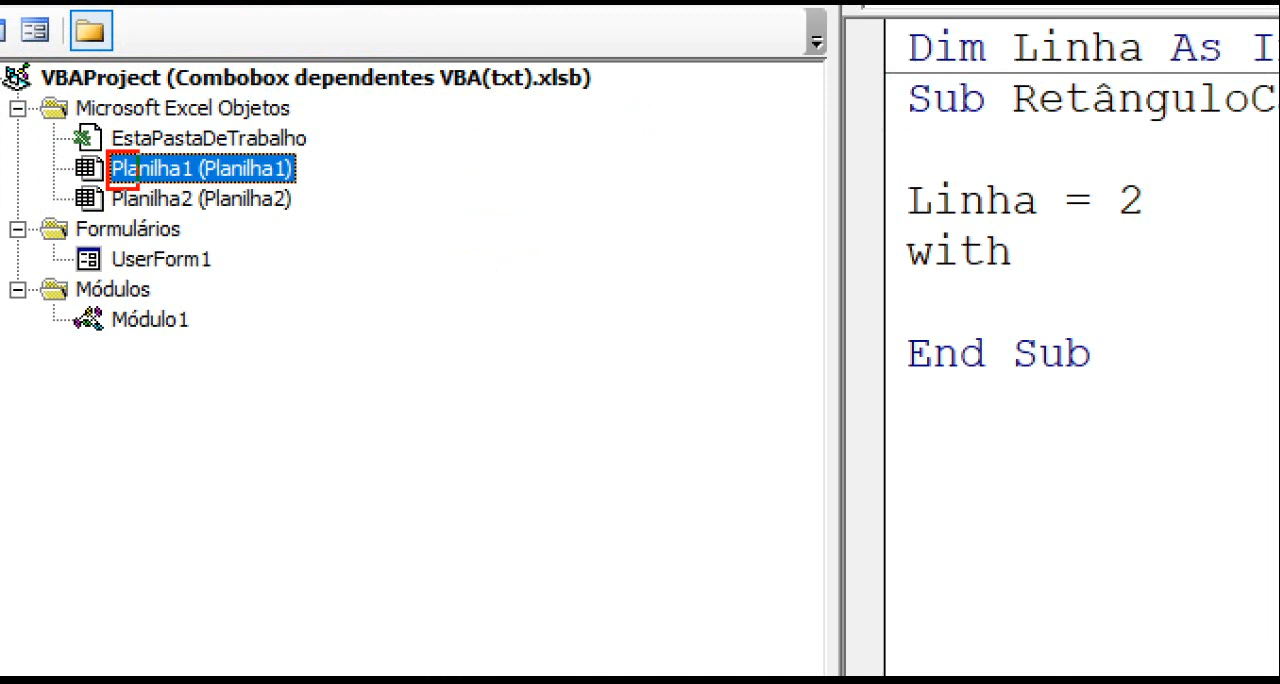 VBAProject (Combobox dependentes VBA(txt).xlsb)
Microsoft Excel Objetos
EstaPastaDeTrabalho
Planilha1 (Planilha1)
Planilha2 (Planilha2)
Formulários
UserForm1
Módulos
Módulo1
Dim Linha As I
Sub RetânguloC
Linha = 2
with
End Sub